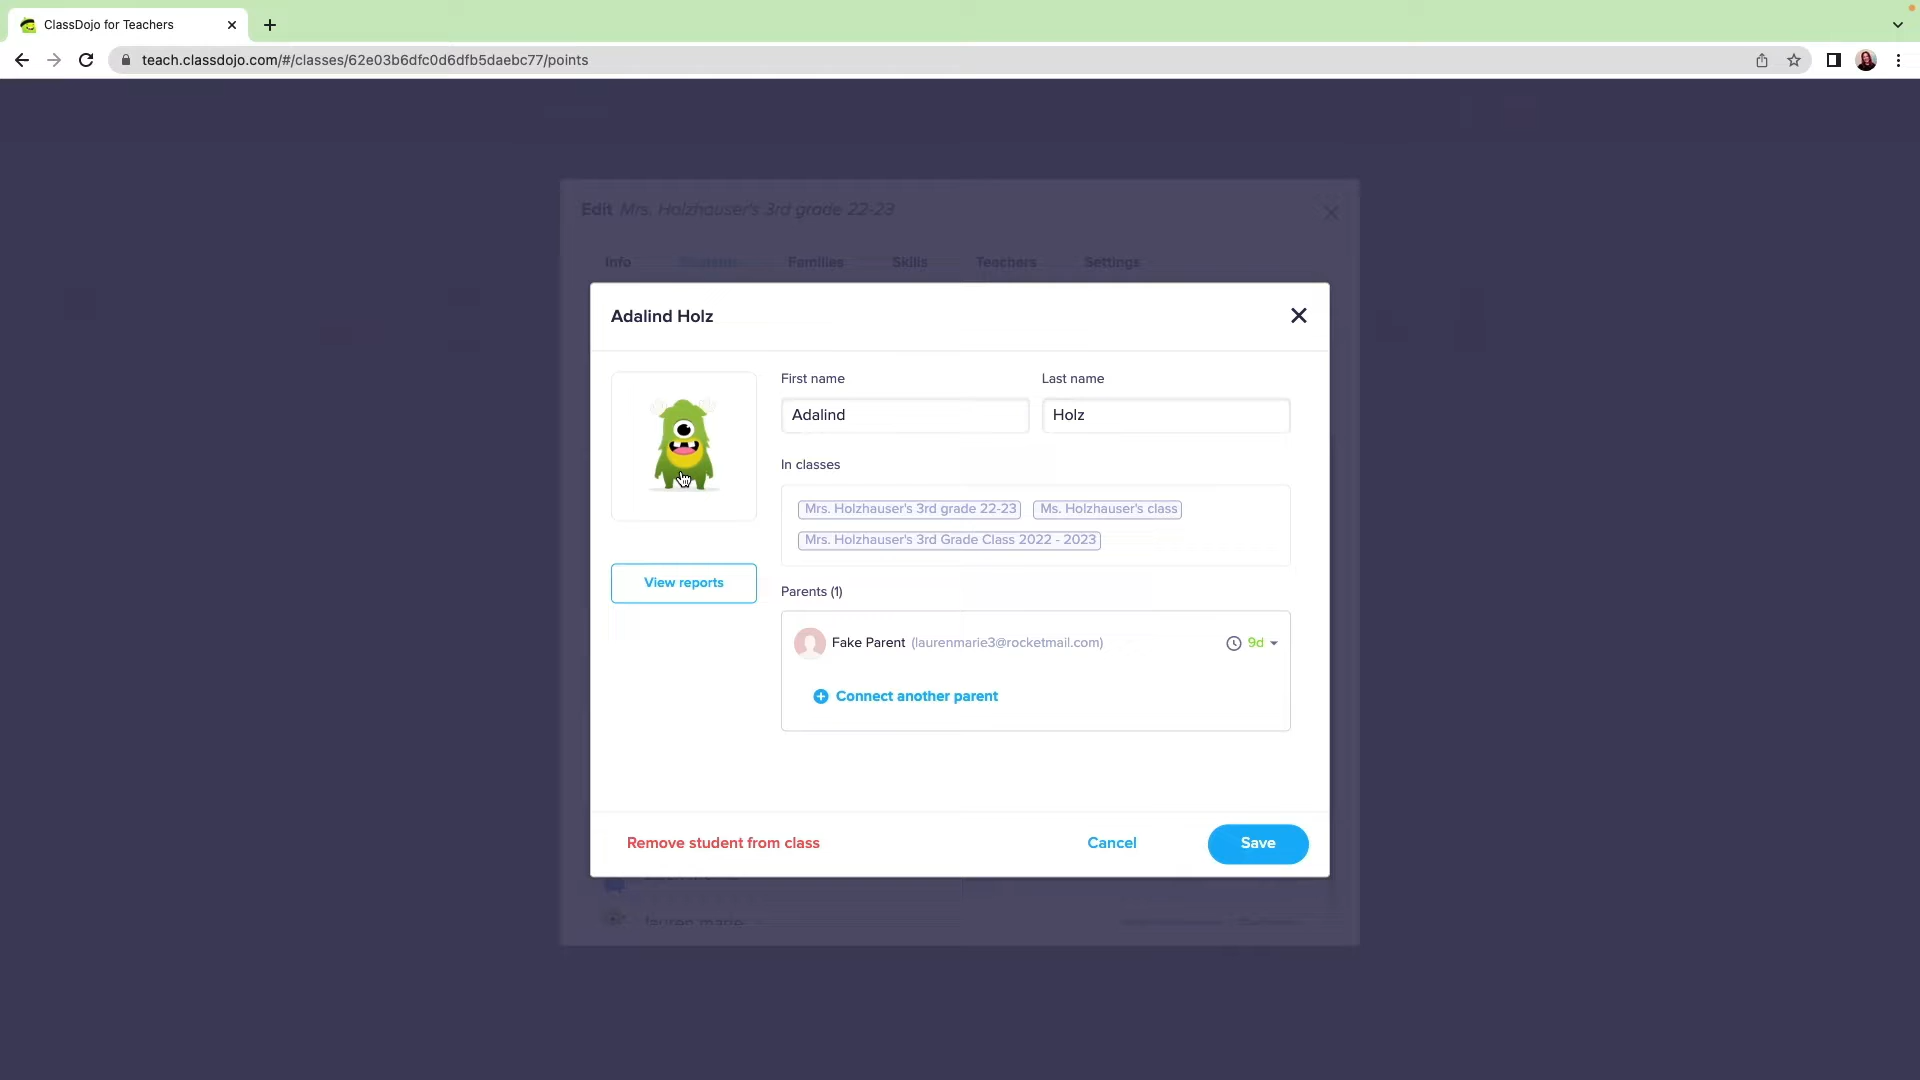 ClassDojo for Teachers
teach.classdojo.com/#/classes/62e03b6dfc0d6dfb5daebc77/points
Edit Mrs. Holzhauser's 3rd grade 22-23
Info Students Families Skills Teachers Settings
Adalind Holz
First name Last name
Adalind Holz
In classes
Mrs. Holzhauser's 3rd grade 22-23 Ms. Holzhauser's class
Mrs. Holzhauser's 3rd Grade Class 2022 - 2023
View reports
Parents (1)
Fake Parent (laurenmarie3@rocketmail.com) 9d
Connect another parent
Remove student from class Cancel Save
lauren marie